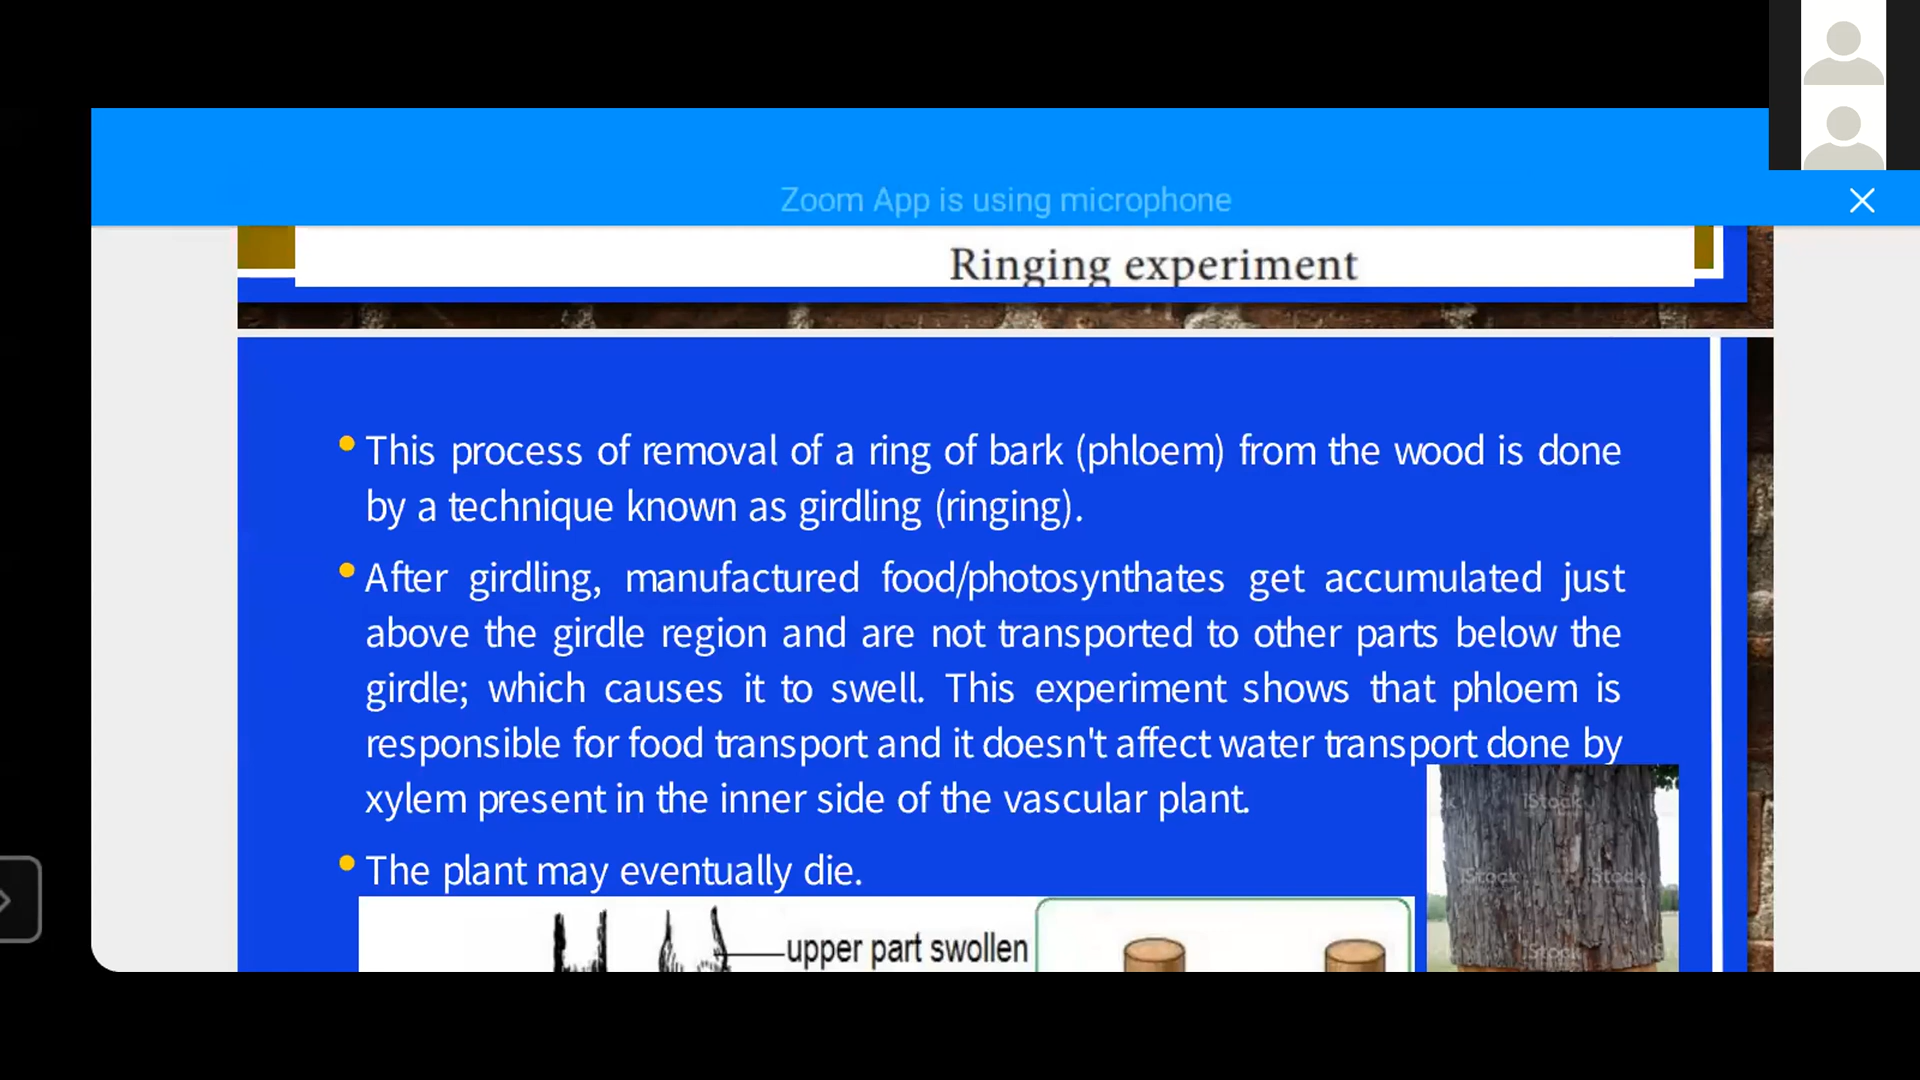 Zoom App is using microphone
Ringing experiment
• This process of removal of a ring of bark (phloem) from the wood is done
by a technique known as girdling (ringing).
• After girdling, manufactured food/photosynthates get accumulated just
above the girdle region and are not transported to other parts below the
girdle; which causes it to swell. This experiment shows that phloem is
responsible for food transport and it doesn't affect water transport done by
xylem present in the inner side of the vascular plant.
• The plant may eventually die.
upper part swollen
iStock
iStock
iStock
iStock